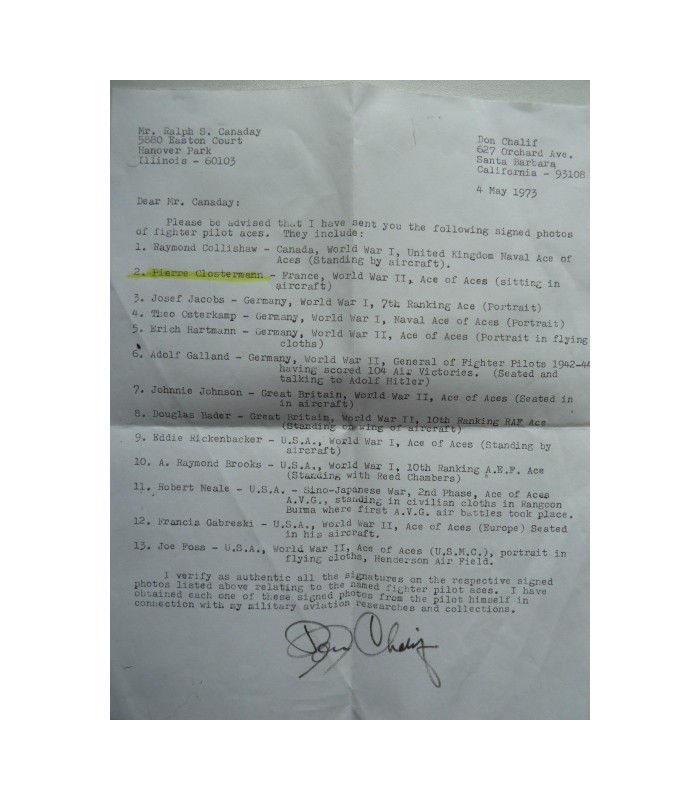 Mr. Ralph S. Canaday
5880 Easton Court
Hanover Park
Illinois - 60103
Don Chalif
627 Orchard Ave.
Santa Barbara
California - 93108
4 May 1973
Dear Mr. Canaday:
Please be advised that I have sent you the following signed photos
of fighter pilot aces. They include:
1. Raymond Collishaw - Canada, World War I, United Kingdom Naval Ace of
Aces (Standing by aircraft).
2. Pierre Clostermann - France, World War II, Ace of Aces (sitting in
aircraft)
3. Josef Jacobs - Germany, World War I, 7th Ranking Ace (Portrait)
4. Theo Osterkamp - Germany, World War I, Naval Ace of Aces (Portrait)
5. Erich Hartmann - Germany, World War II, Ace of Aces (Portrait in flying
cloths)
6. Adolf Galland - Germany, World War II, General of Fighter Pilots 1942-44
having scored 104 Air Victories. (Seated and
talking to Adolf Hitler)
7. Johnnie Johnson - Great Britain, World War II, Ace of Aces (Seated in
in aircraft)
8. Douglas Bader - Great Britain, World War II, 10th Ranking RAF Ace
(Standing on wing of aircraft)
9. Eddie Rickenbacker - U.S.A., World War I, Ace of Aces (Standing by
aircraft)
10. A. Raymond Brooks - U.S.A., World War I, 10th Ranking A.E.F. Ace
(Standing with Reed Chambers)
11. Robert Neale - U.S.A. - Sino-Japanese War, 2nd Phase, Ace of Aces
A.V.G., standing in civilian cloths in Rangoon
Burma where first A.V.G. air battles took place.
12. Francis Gabreski - U.S.A., World War II, Ace of Aces (Europe) Seated
in his aircraft.
13. Joe Foss - U.S.A., World War II, Ace of Aces (U.S.M.C.), portrait in
flying cloths, Henderson Air Field.
I verify as authentic all the signatures on the respective signed
photos listed above relating to the named fighter pilot aces. I have
obtained each one of these signed photos from the pilot himself in
connection with my military aviation researches and collections.
Don Chalif